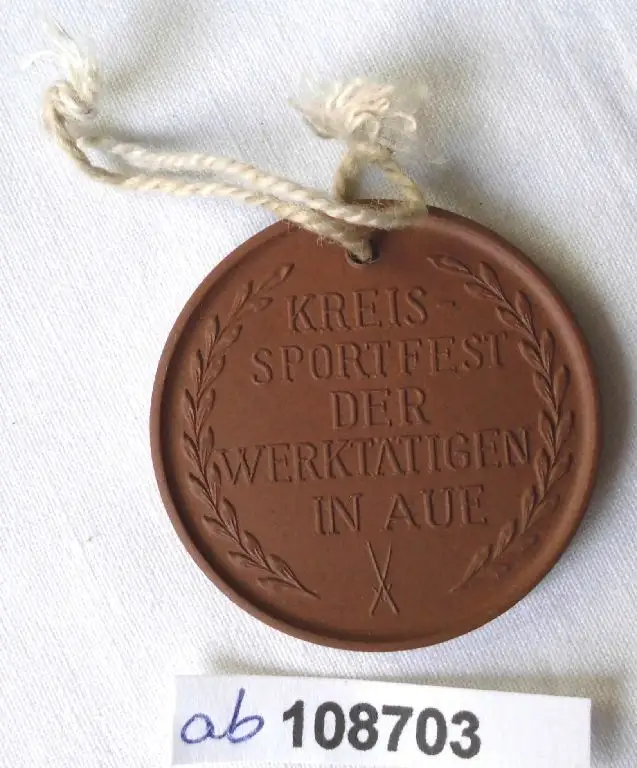 KREIS-
SPORTFEST
DER
WERKTÄTIGEN
IN AUE
ab 108703